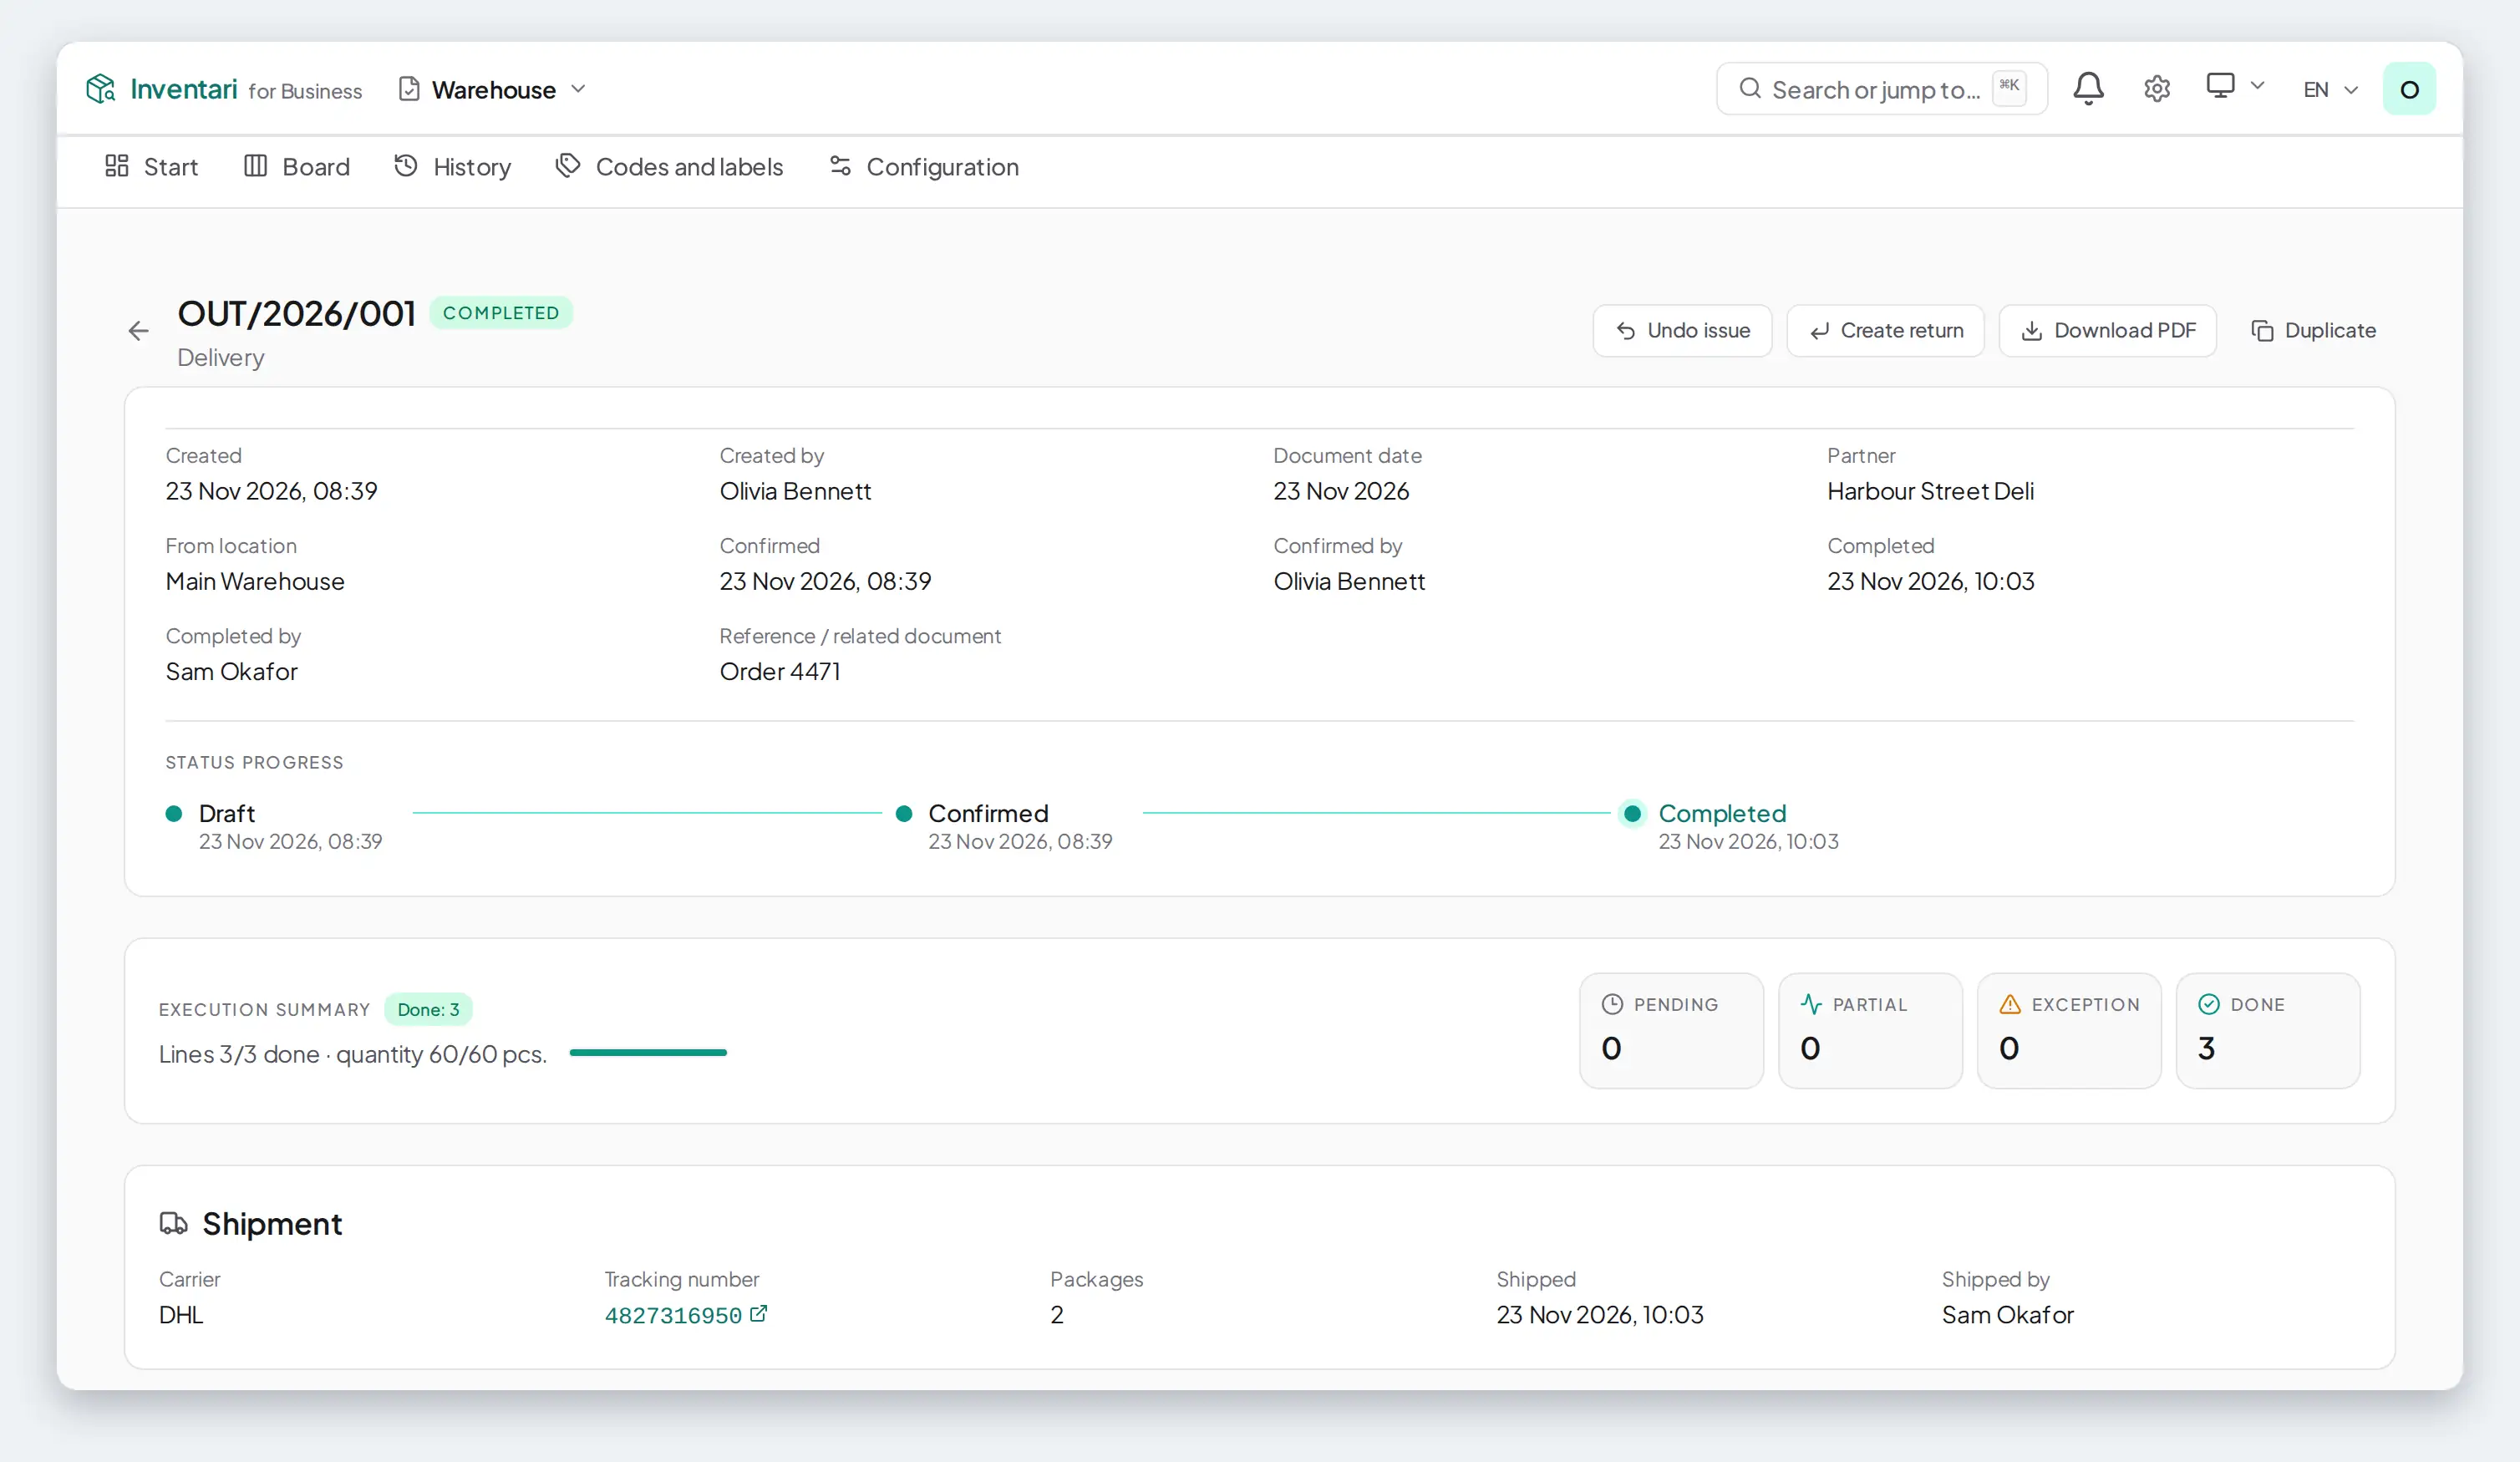 Inventari for Business Warehouse Search or jump to... ⌘K EN O
Start Board History Codes and labels Configuration
OUT/2026/001 COMPLETED
Delivery
Undo issue Create return Download PDF Duplicate
Created Created by Document date Partner
23 Nov 2026, 08:39 Olivia Bennett 23 Nov 2026 Harbour Street Deli
From location Confirmed Confirmed by Completed
Main Warehouse 23 Nov 2026, 08:39 Olivia Bennett 23 Nov 2026, 10:03
Completed by Reference / related document
Sam Okafor Order 4471
STATUS PROGRESS
Draft Confirmed Completed
23 Nov 2026, 08:39 23 Nov 2026, 08:39 23 Nov 2026, 10:03
EXECUTION SUMMARY Done: 3
Lines 3/3 done · quantity 60/60 pcs.
PENDING PARTIAL EXCEPTION DONE
0 0 0 3
Shipment
Carrier Tracking number Packages Shipped Shipped by
DHL 4827316950 2 23 Nov 2026, 10:03 Sam Okafor